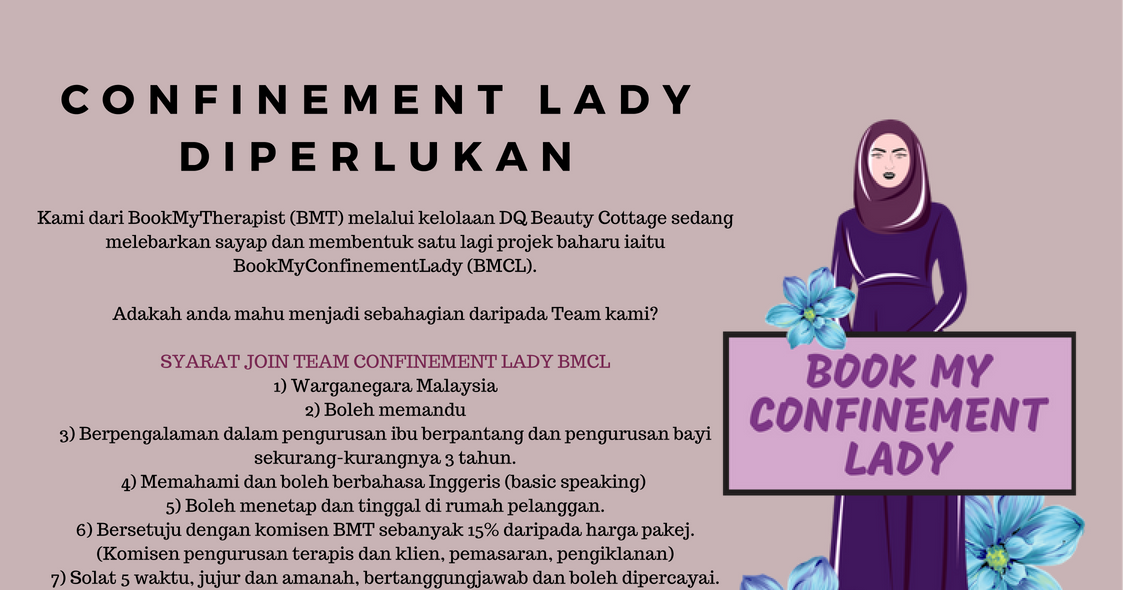 CONFINEMENT LADY
DIPERLUKAN
Kami dari BookMyTherapist (BMT) melalui kelolaan DQ Beauty Cottage sedang
melebarkan sayap dan membentuk satu lagi projek baharu iaitu
BookMyConfinementLady (BMCL).
Adakah anda mahu menjadi sebahagian daripada Team kami?
SYARAT JOIN TEAM CONFINEMENT LADY BMCL
1) Warganegara Malaysia
2) Boleh memandu
3) Berpengalaman dalam pengurusan ibu berpantang dan pengurusan bayi
sekurang-kurangnya 3 tahun.
4) Memahami dan boleh berbahasa Inggeris (basic speaking)
5) Boleh menetap dan tinggal di rumah pelanggan.
6) Bersetuju dengan komisen BMT sebanyak 15% daripada harga pakej.
(Komisen pengurusan terapis dan klien, pemasaran, pengiklanan)
7) Solat 5 waktu, jujur dan amanah, bertanggungjawab dan boleh dipercayai.
BOOK MY
CONFINEMENT
LADY